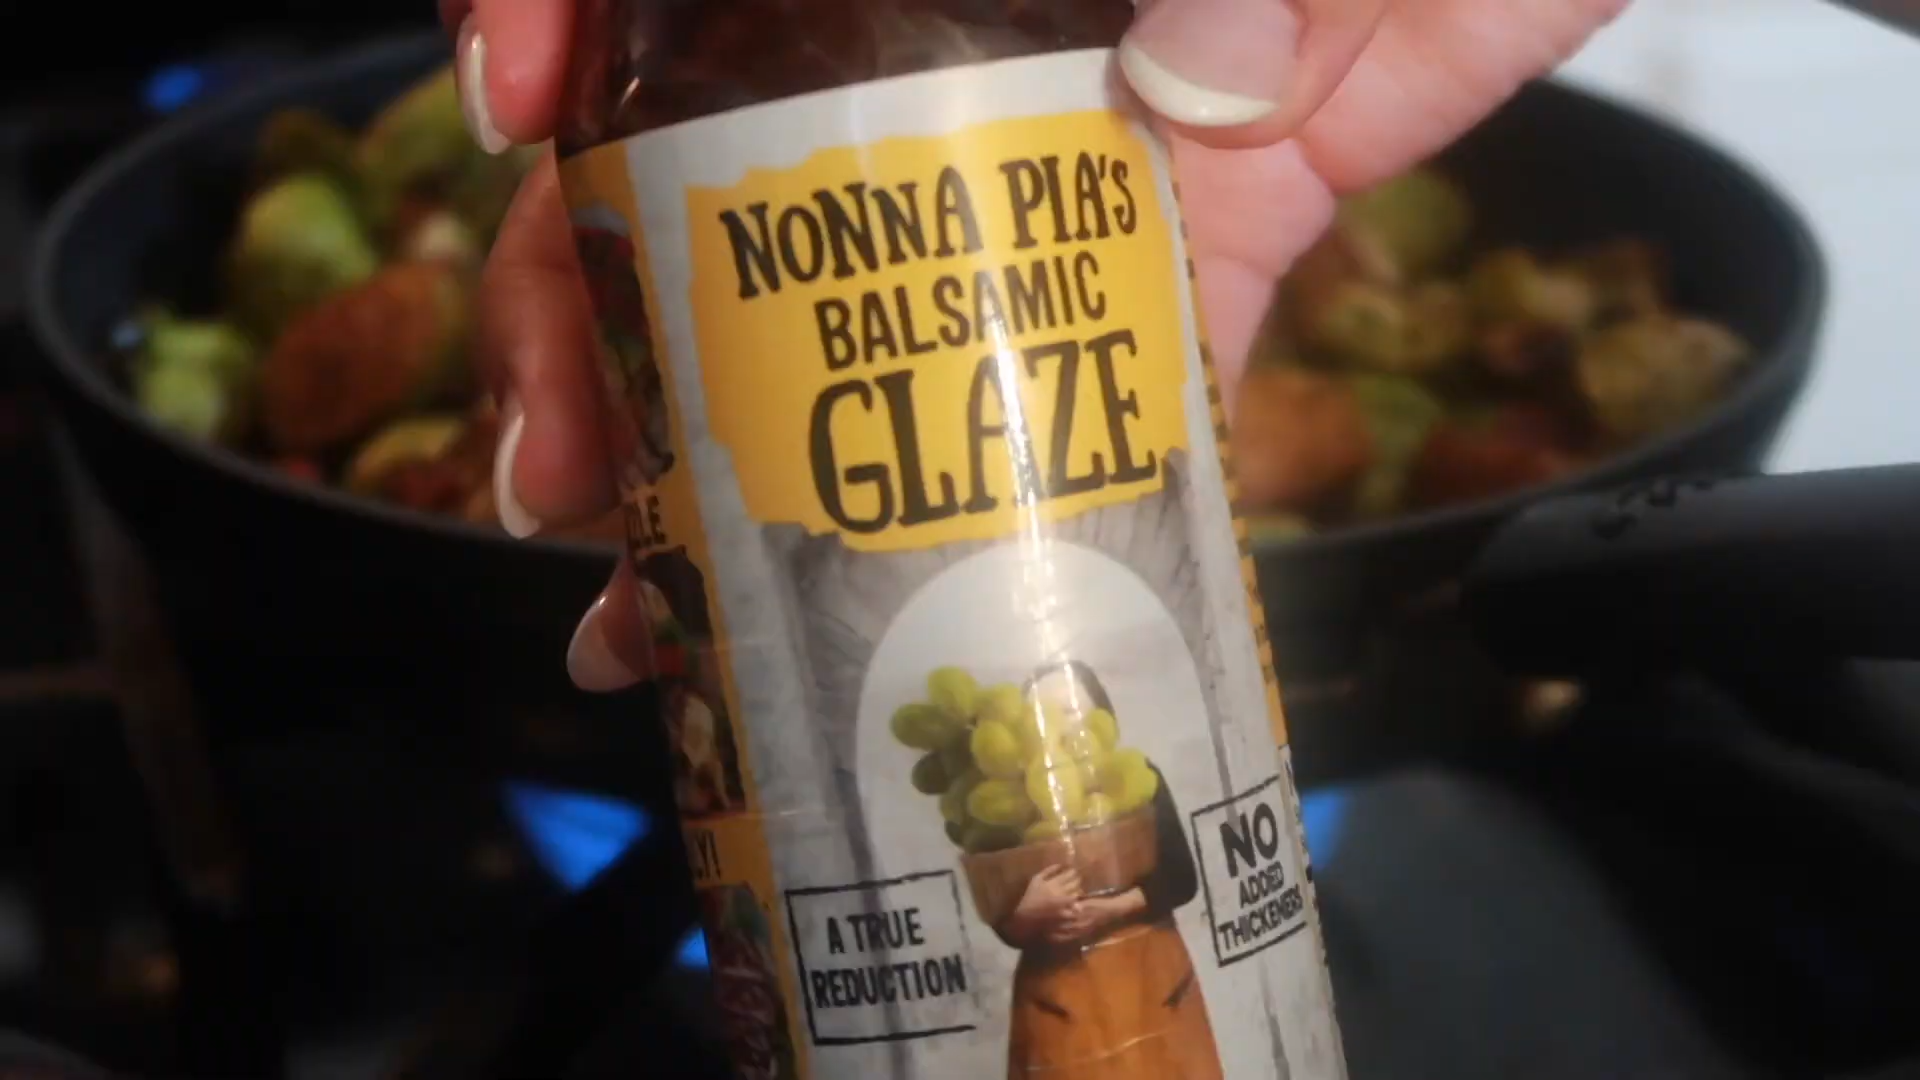 NONNA PIA'S
BALSAMIC
GLAZE
A TRUE
REDUCTION
NO
ADDED
THICKENERS